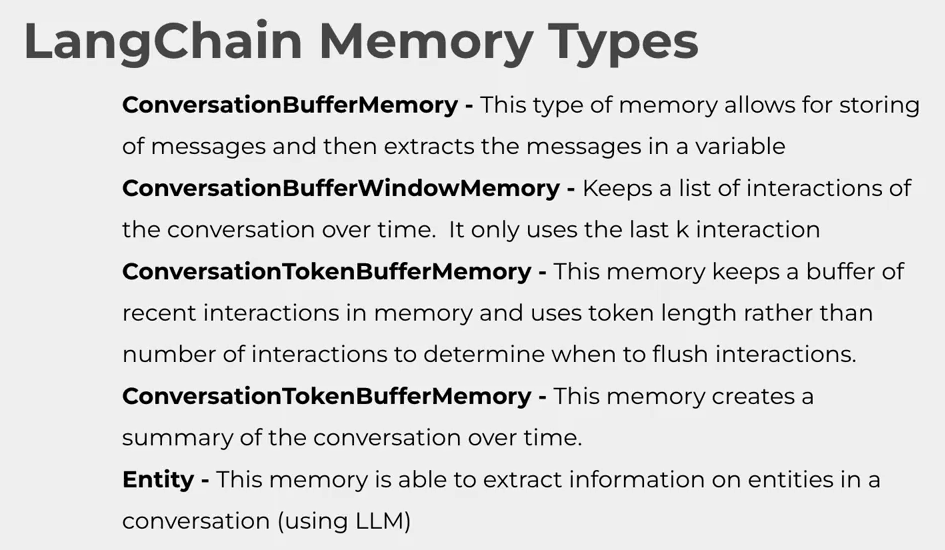 LangChain Memory Types
ConversationBufferMemory - This type of memory allows for storing
of messages and then extracts the messages in a variable
ConversationBufferWindowMemory - Keeps a list of interactions of
the conversation over time.  It only uses the last k interaction
ConversationTokenBufferMemory - This memory keeps a buffer of
recent interactions in memory and uses token length rather than
number of interactions to determine when to flush interactions.
ConversationTokenBufferMemory - This memory creates a
summary of the conversation over time.
Entity - This memory is able to extract information on entities in a
conversation (using LLM)